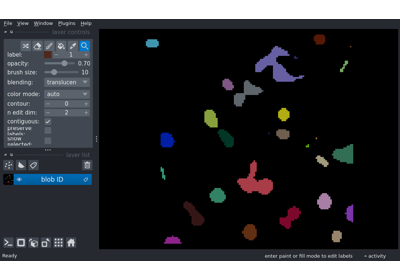 File View Window Plugins Help
layer controls
label: 1
opacity: 0.70
brush size: 10
blending: translucen
color mode: auto
contour: 0
n edit dim: 2
contiguous:
preserve
labels:
show
selected:
layer list
blob ID
Ready
enter paint or fill mode to edit labels
activity